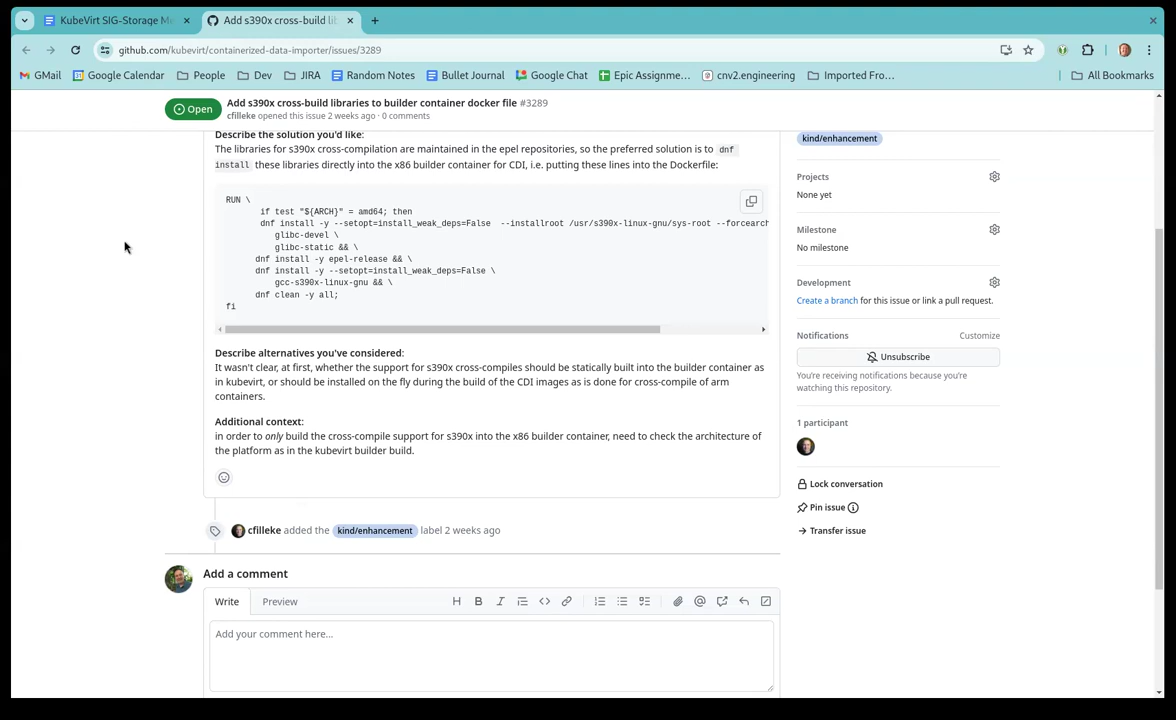 KubeVirt SIG-Storage Me
Add s390x cross-build lib
github.com/kubevirt/containerized-data-importer/issues/3289
GMail
Google Calendar
People
Dev
JIRA
Random Notes
Bullet Journal
Google Chat
Epic Assignme…
cnv2.engineering
Imported Fro…
All Bookmarks
Open
Add s390x cross-build libraries to builder container docker file #3289
cfilleke opened this issue 2 weeks ago · 0 comments
Describe the solution you'd like:
The libraries for s390x cross-compilation are maintained in the epel repositories, so the preferred solution is to dnf
install these libraries directly into the x86 builder container for CDI, i.e. putting these lines into the Dockerfile:
RUN \
if test "${ARCH}" = amd64; then
dnf install -y --setopt=install_weak_deps=False --installroot /usr/s390x-linux-gnu/sys-root --forcearch
glibc-devel \
glibc-static && \
dnf install -y epel-release && \
dnf install -y --setopt=install_weak_deps=False \
gcc-s390x-linux-gnu && \
dnf clean -y all;
fi
Describe alternatives you've considered:
It wasn't clear, at first, whether the support for s390x cross-compiles should be statically built into the builder container as
in kubevirt, or should be installed on the fly during the build of the CDI images as is done for cross-compile of arm
containers.
Additional context:
in order to only build the cross-compile support for s390x into the x86 builder container, need to check the architecture of
the platform as in the kubevirt builder build.
cfilleke added the kind/enhancement label 2 weeks ago
Add a comment
Write
Preview
Add your comment here...
kind/enhancement
Projects
None yet
Milestone
No milestone
Development
Create a branch for this issue or link a pull request.
Notifications
Customize
Unsubscribe
You're receiving notifications because you're
watching this repository.
1 participant
Lock conversation
Pin issue
Transfer issue